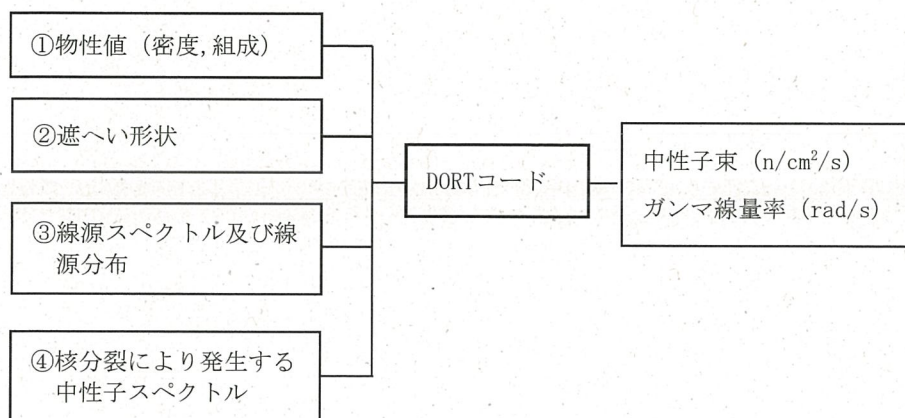 ①物性値（密度,組成）
②遮へい形状
③線源スペクトル及び線
源分布
④核分裂により発生する
中性子スペクトル
DORTコード
中性子束（n/cm²/s）
ガンマ線量率（rad/s）